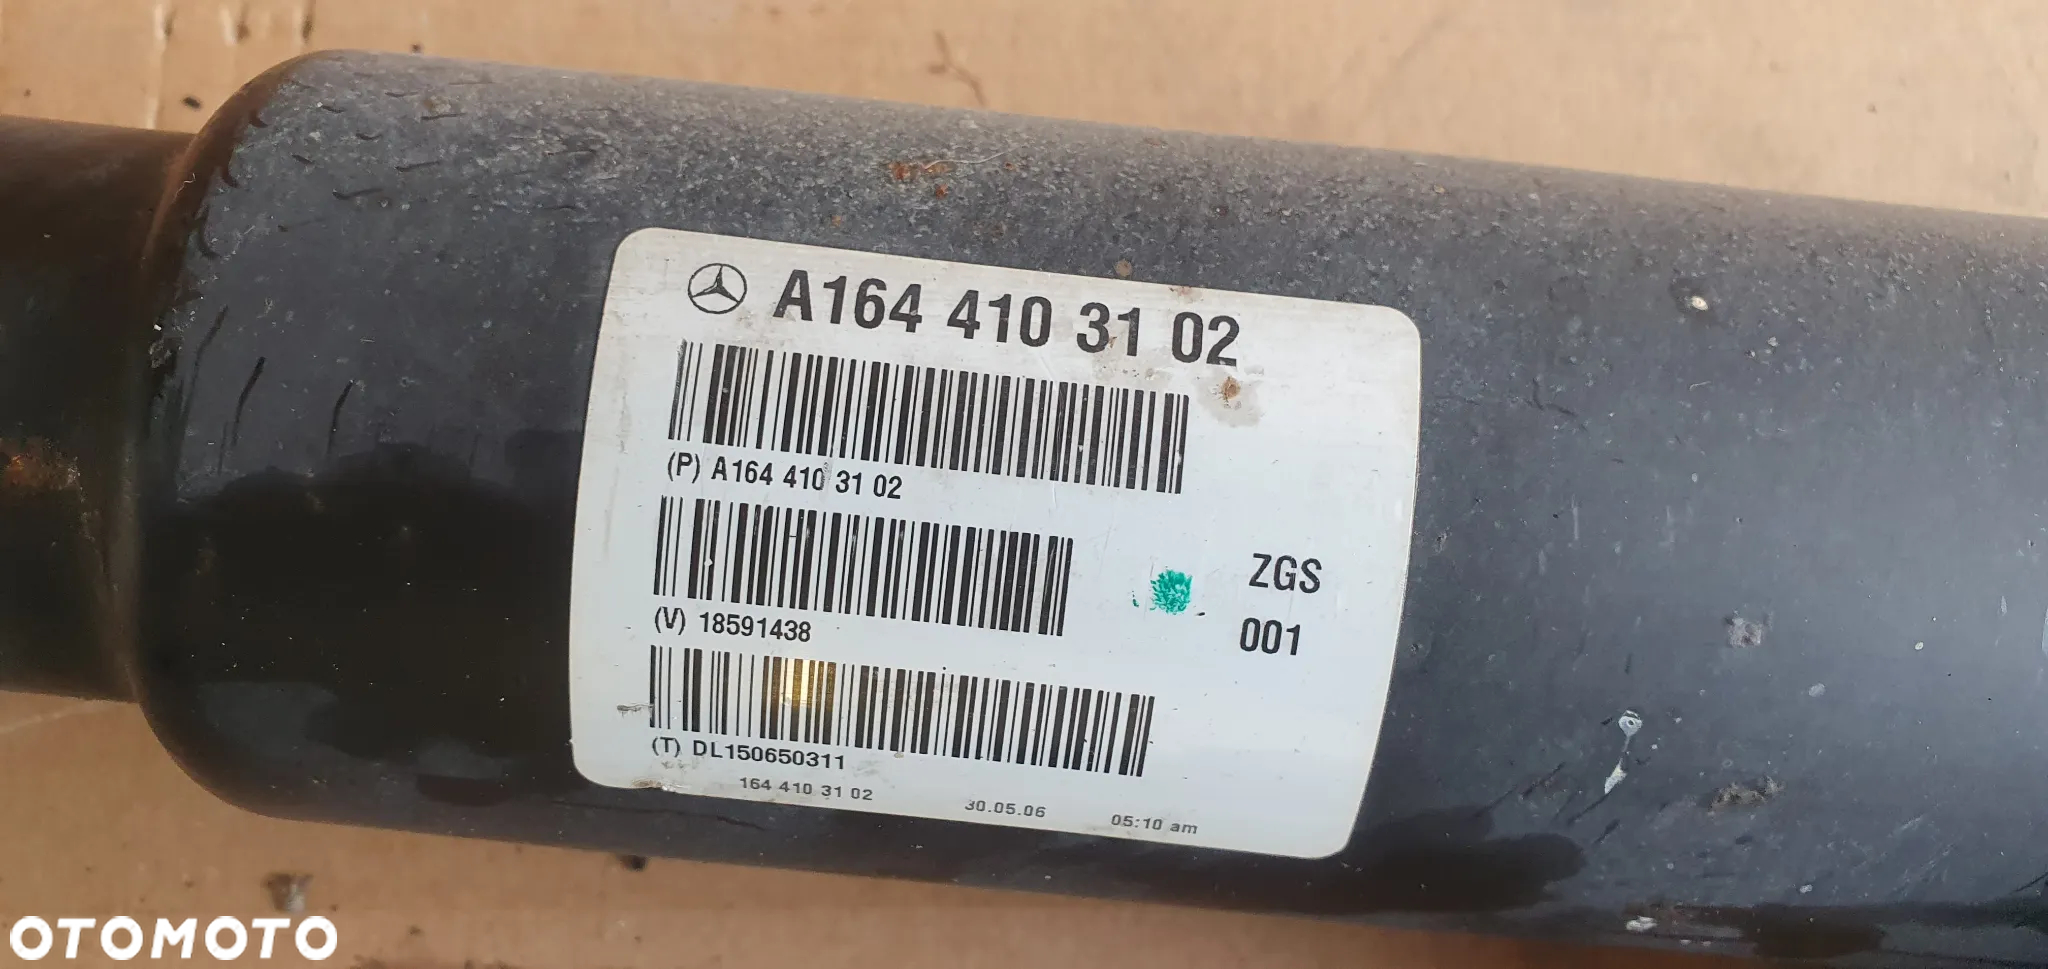 A164 410 31 02
(P) A164 410 31 02
(V) 18591438
ZGS
001
(T) DL150650311
164 410 31 02 30.05.06 05:10 am
OTOMOTO